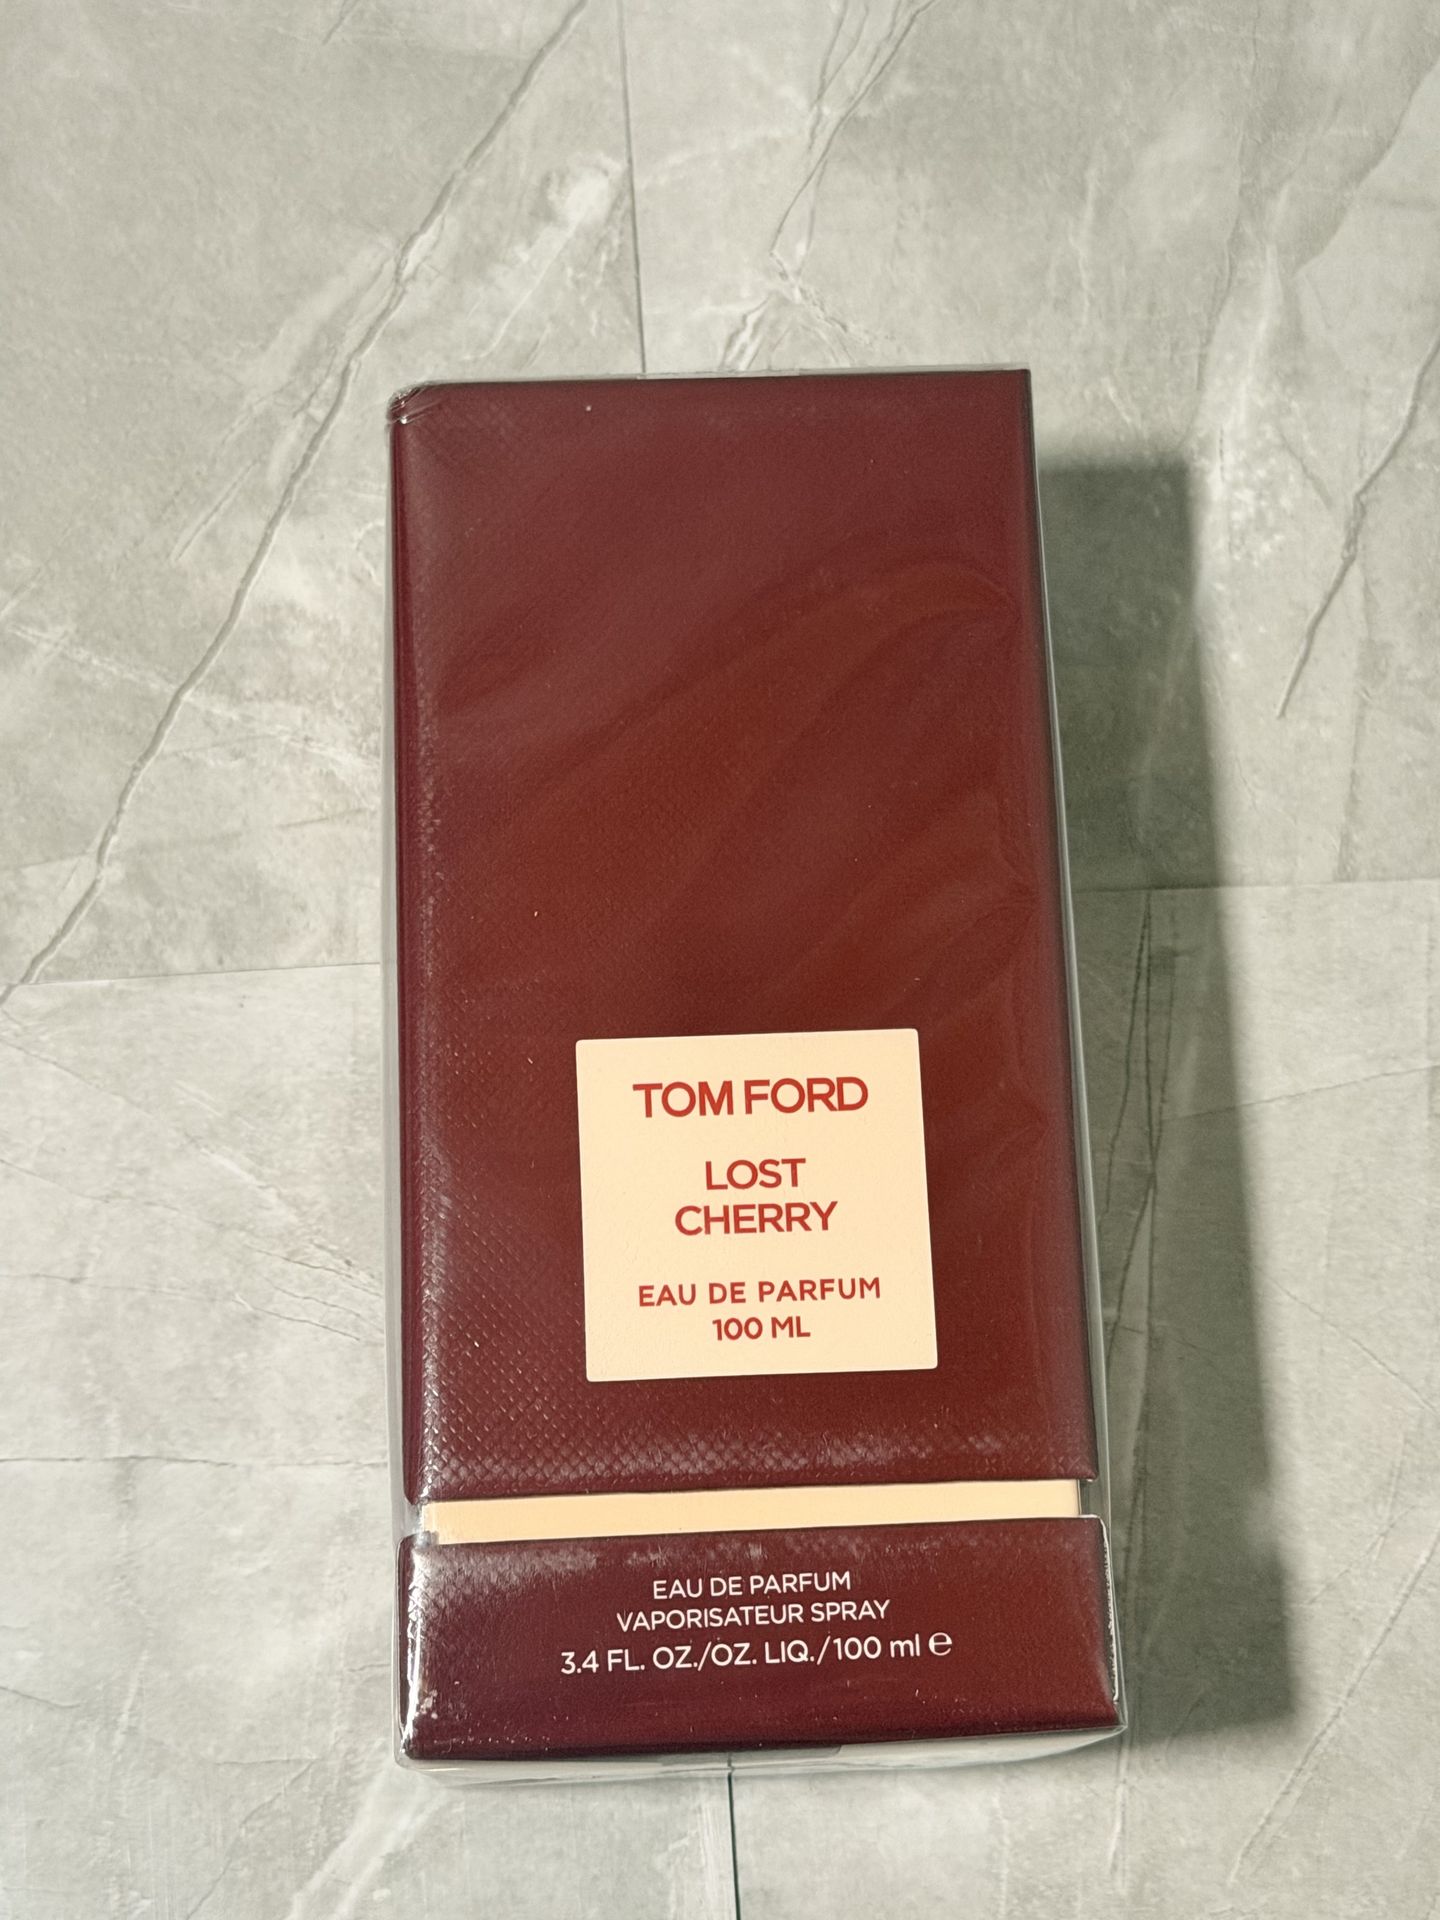 TOM FORD
LOST
CHERRY
EAU DE PARFUM
100 ML
EAU DE PARFUM
VAPORISATEUR SPRAY
3.4 FL. OZ./OZ. LIQ./100 ml ℮